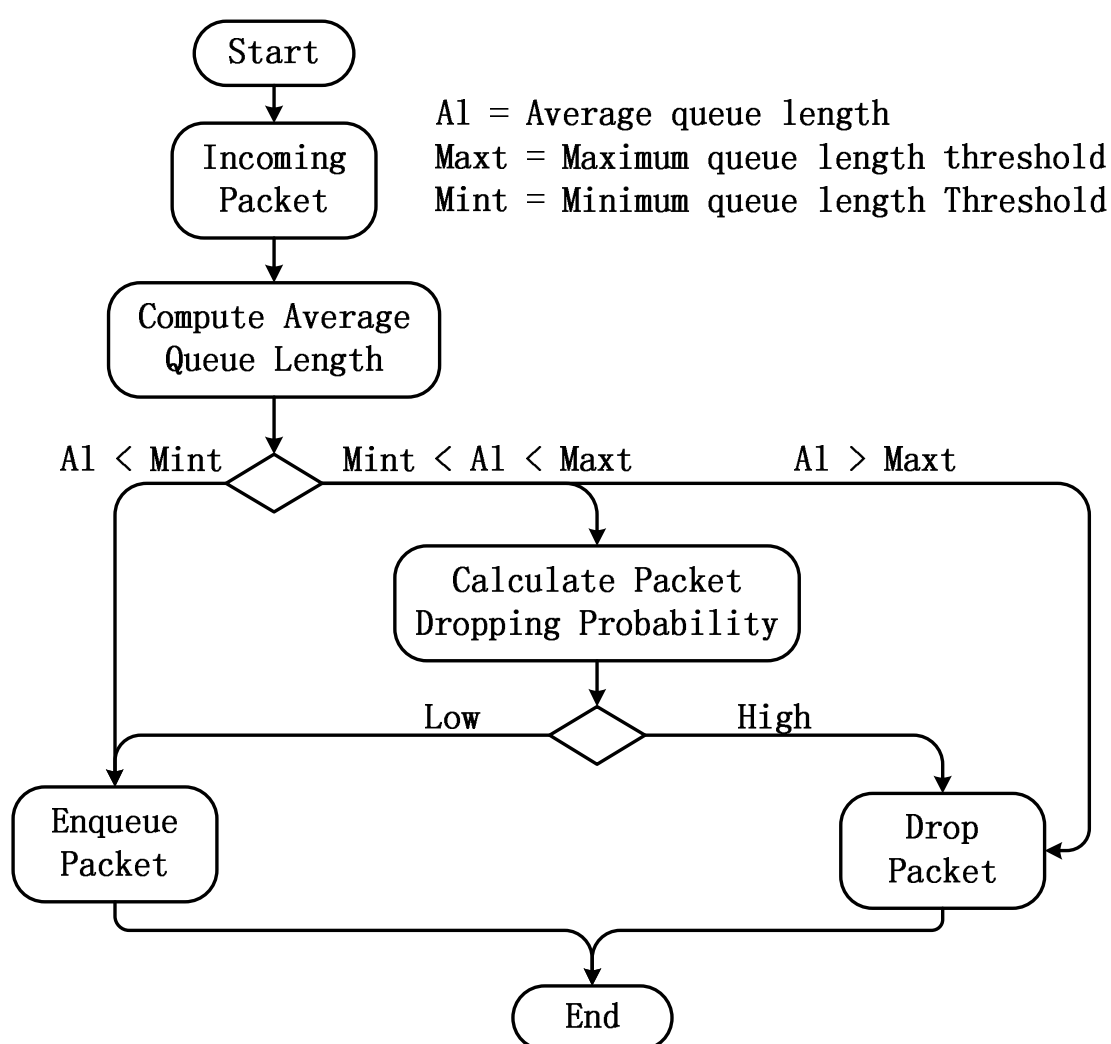 Start
Al = Average queue length
Maxt = Maximum queue length threshold
Mint = Minimum queue length Threshold
Incoming
Packet
Compute Average
Queue Length
Al < Mint
Mint < Al < Maxt
Al > Maxt
Calculate Packet
Dropping Probability
Low
High
Enqueue
Packet
Drop
Packet
End